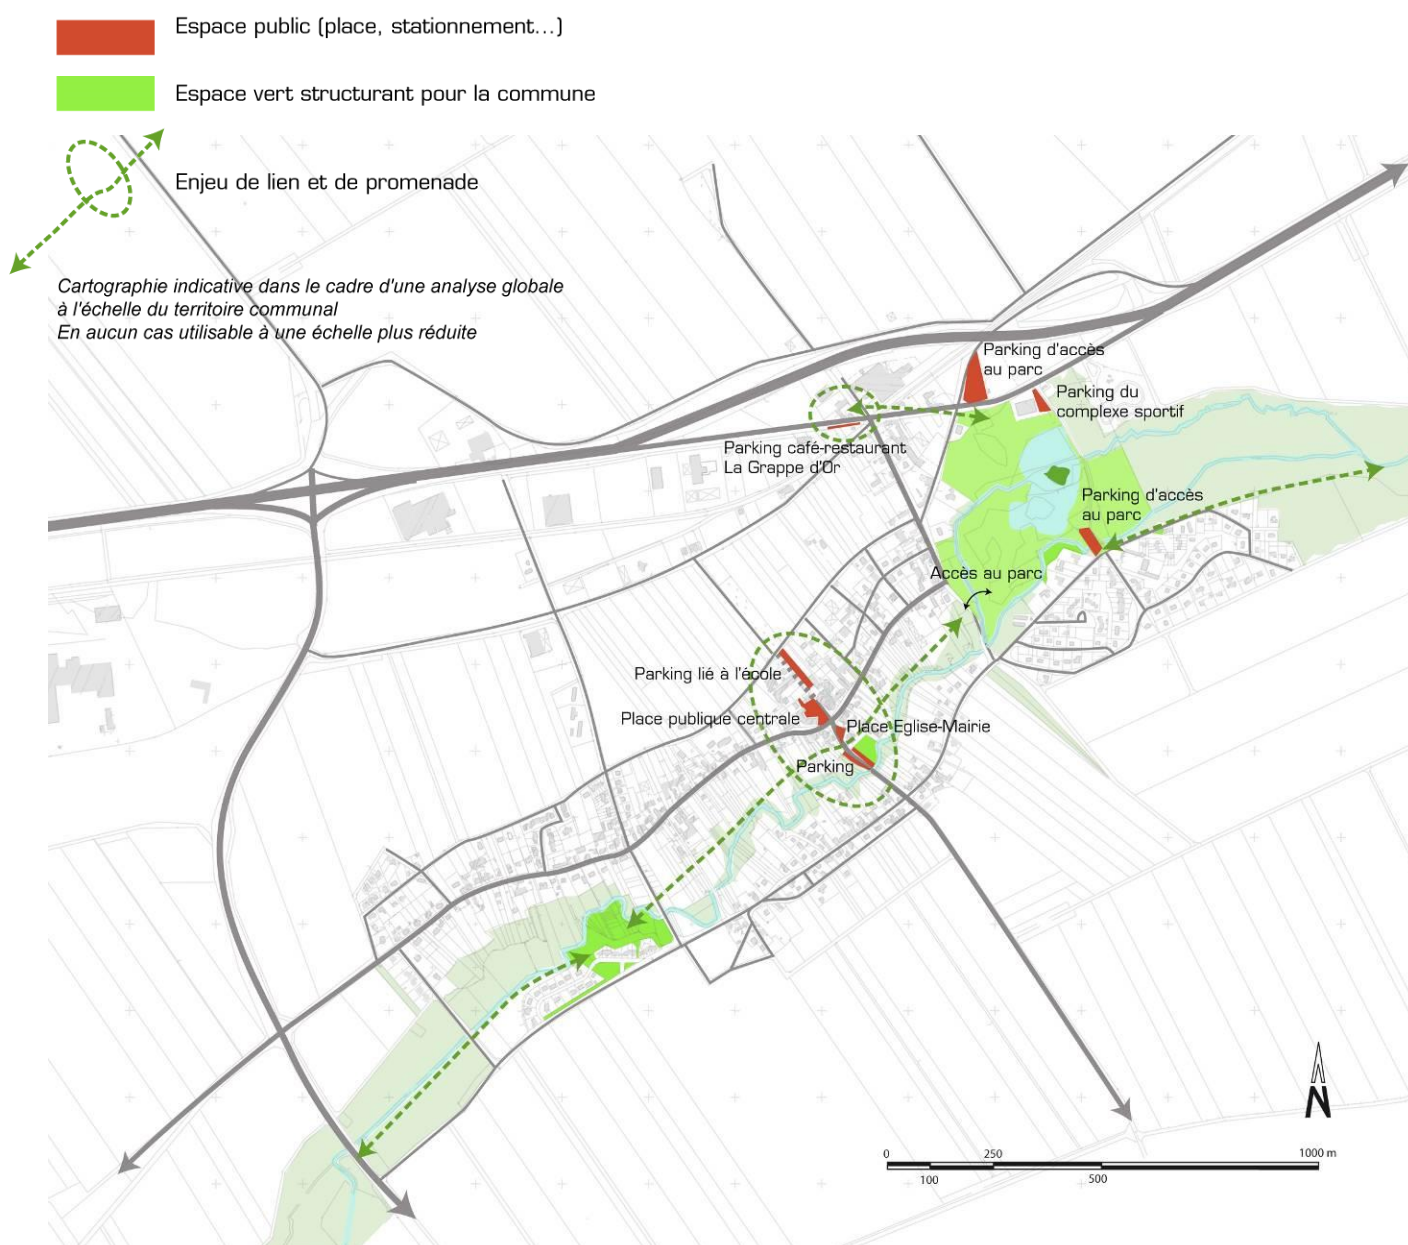 Espace public (place, stationnement...)
Espace vert structurant pour la commune
Enjeu de lien et de promenade
Cartographie indicative dans le cadre d'une analyse globale
à l'échelle du territoire communal
En aucun cas utilisable à une échelle plus réduite
Parking d'accès
au parc
Parking du
complexe sportif
Parking café-restaurant
La Grappe d'Or
Parking d'accès
au parc
Accès au parc
Parking lié à l'école
Place publique centrale
Place Eglise-Mairie
Parking
N
0 250 1000 m
100 500